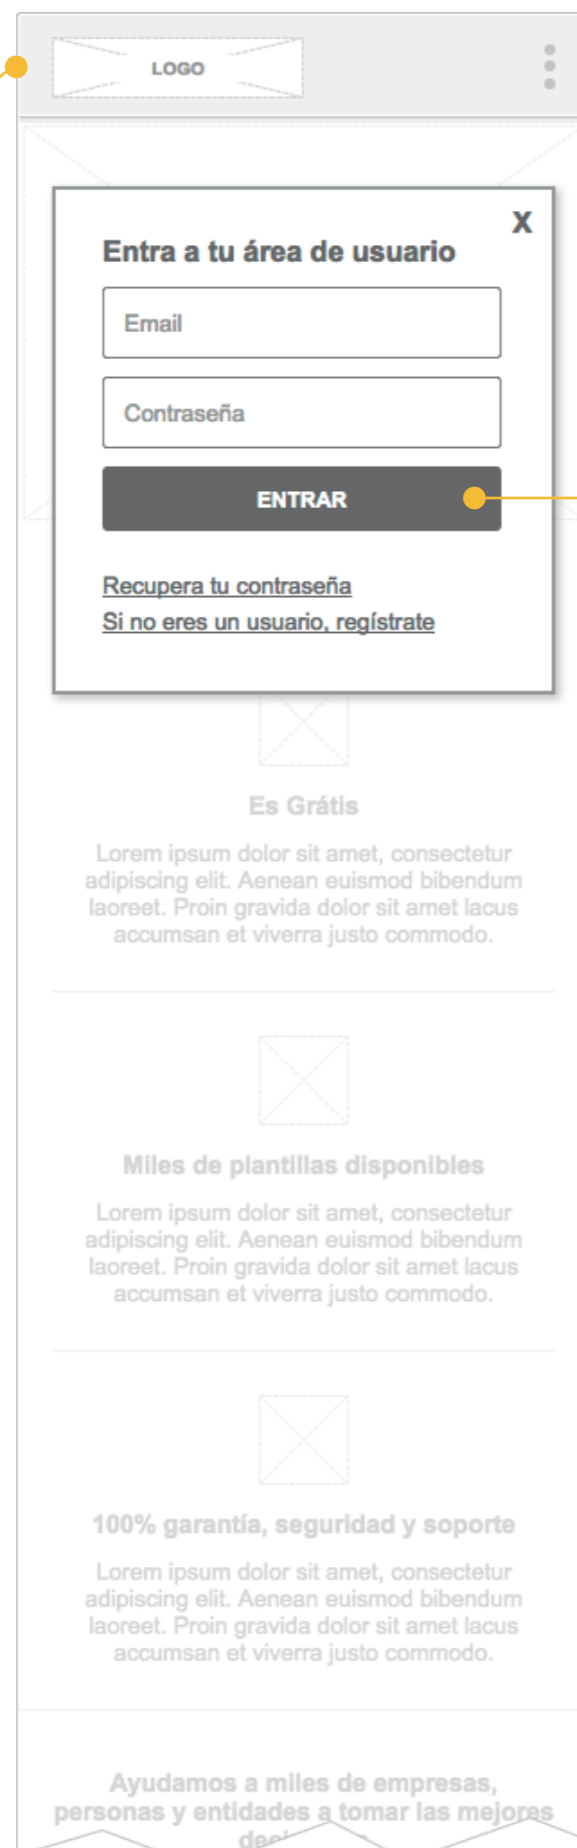 LOGO
X
Entra a tu área de usuario
Email
Contraseña
ENTRAR
Recupera tu contraseña
Si no eres un usuario, regístrate
Es Grátis
Lorem ipsum dolor sit amet, consectetur
adipiscing elit. Aenean euismod bibendum
laoreet. Proin gravida dolor sit amet lacus
accumsan et viverra justo commodo.
Miles de plantillas disponibles
Lorem ipsum dolor sit amet, consectetur
adipiscing elit. Aenean euismod bibendum
laoreet. Proin gravida dolor sit amet lacus
accumsan et viverra justo commodo.
100% garantía, seguridad y soporte
Lorem ipsum dolor sit amet, consectetur
adipiscing elit. Aenean euismod bibendum
laoreet. Proin gravida dolor sit amet lacus
accumsan et viverra justo commodo.
Ayudamos a miles de empresas,
personas y entidades a tomar las mejores